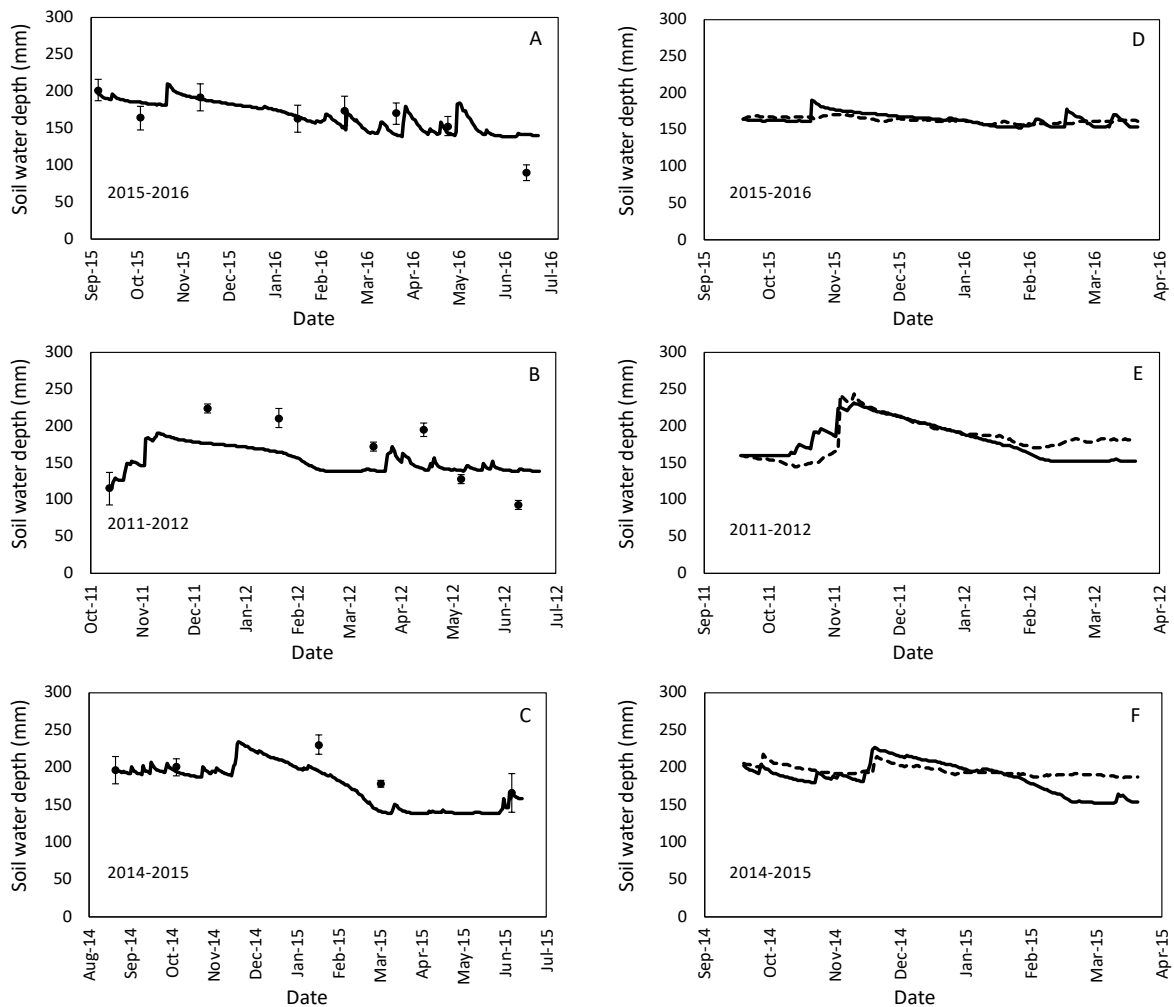 A
Soil water depth (mm)
300
250
200
150
100
50
0
2015-2016
Sep-15
Oct-15
Nov-15
Dec-15
Jan-16
Feb-16
Mar-16
Apr-16
May-16
Jun-16
Jul-16
Date
D
Soil water depth (mm)
300
250
200
150
100
50
0
2015-2016
Sep-15
Oct-15
Nov-15
Dec-15
Jan-16
Feb-16
Mar-16
Apr-16
Date
B
Soil water depth (mm)
300
250
200
150
100
50
0
2011-2012
Oct-11
Nov-11
Dec-11
Jan-12
Feb-12
Mar-12
Apr-12
May-12
Jun-12
Jul-12
Date
E
Soil water depth (mm)
300
250
200
150
100
50
0
2011-2012
Sep-11
Oct-11
Nov-11
Dec-11
Jan-12
Feb-12
Mar-12
Apr-12
Date
C
Soil water depth (mm)
300
250
200
150
100
50
0
2014-2015
Aug-14
Sep-14
Oct-14
Nov-14
Dec-14
Jan-15
Feb-15
Mar-15
Apr-15
May-15
Jun-15
Jul-15
Date
F
Soil water depth (mm)
300
250
200
150
100
50
0
2014-2015
Sep-14
Oct-14
Nov-14
Dec-14
Jan-15
Feb-15
Mar-15
Apr-15
Date